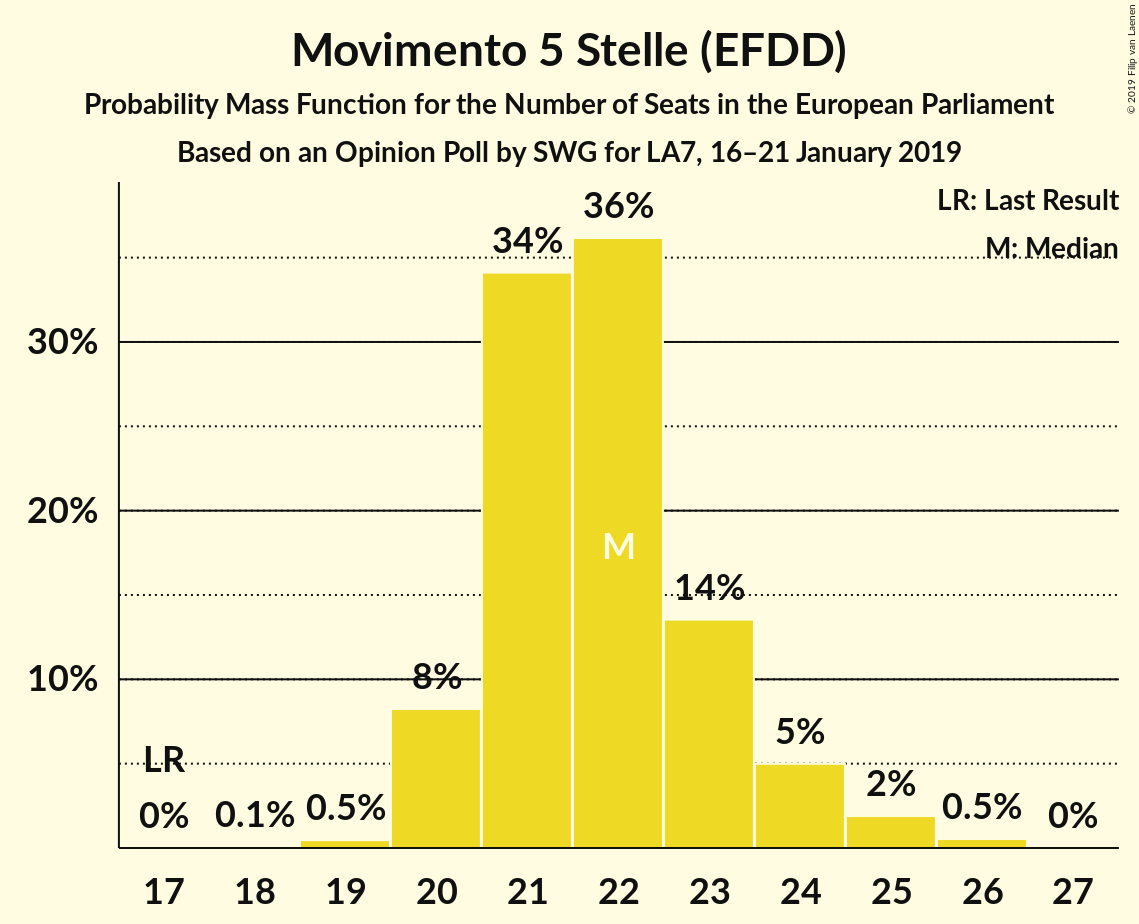 Movimento 5 Stelle (EFDD)
Probability Mass Function for the Number of Seats in the European Parliament
Based on an Opinion Poll by SWG for LA7, 16–21 January 2019
© 2019 Filip van Laenen
LR: Last Result
M: Median
30%
20%
10%
LR
0%
0.1%
0.5%
8%
34%
36%
M
14%
5%
2%
0.5%
0%
17 18 19 20 21 22 23 24 25 26 27